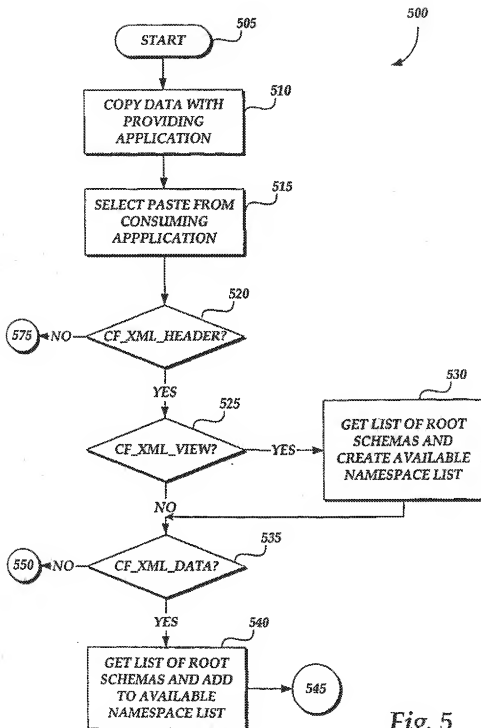 500
START
505
COPY DATA WITH
PROVIDING
APPLICATION
510
SELECT PASTE FROM
CONSUMING
APPPLICATION
515
CF_XML_HEADER?
520
NO
575
YES
CF_XML_VIEW?
525
YES
GET LIST OF ROOT
SCHEMAS AND
CREATE AVAILABLE
NAMESPACE LIST
530
NO
CF_XML_DATA?
535
NO
550
YES
GET LIST OF ROOT
SCHEMAS AND ADD
TO AVAILABLE
NAMESPACE LIST
540
545
Fig. 5